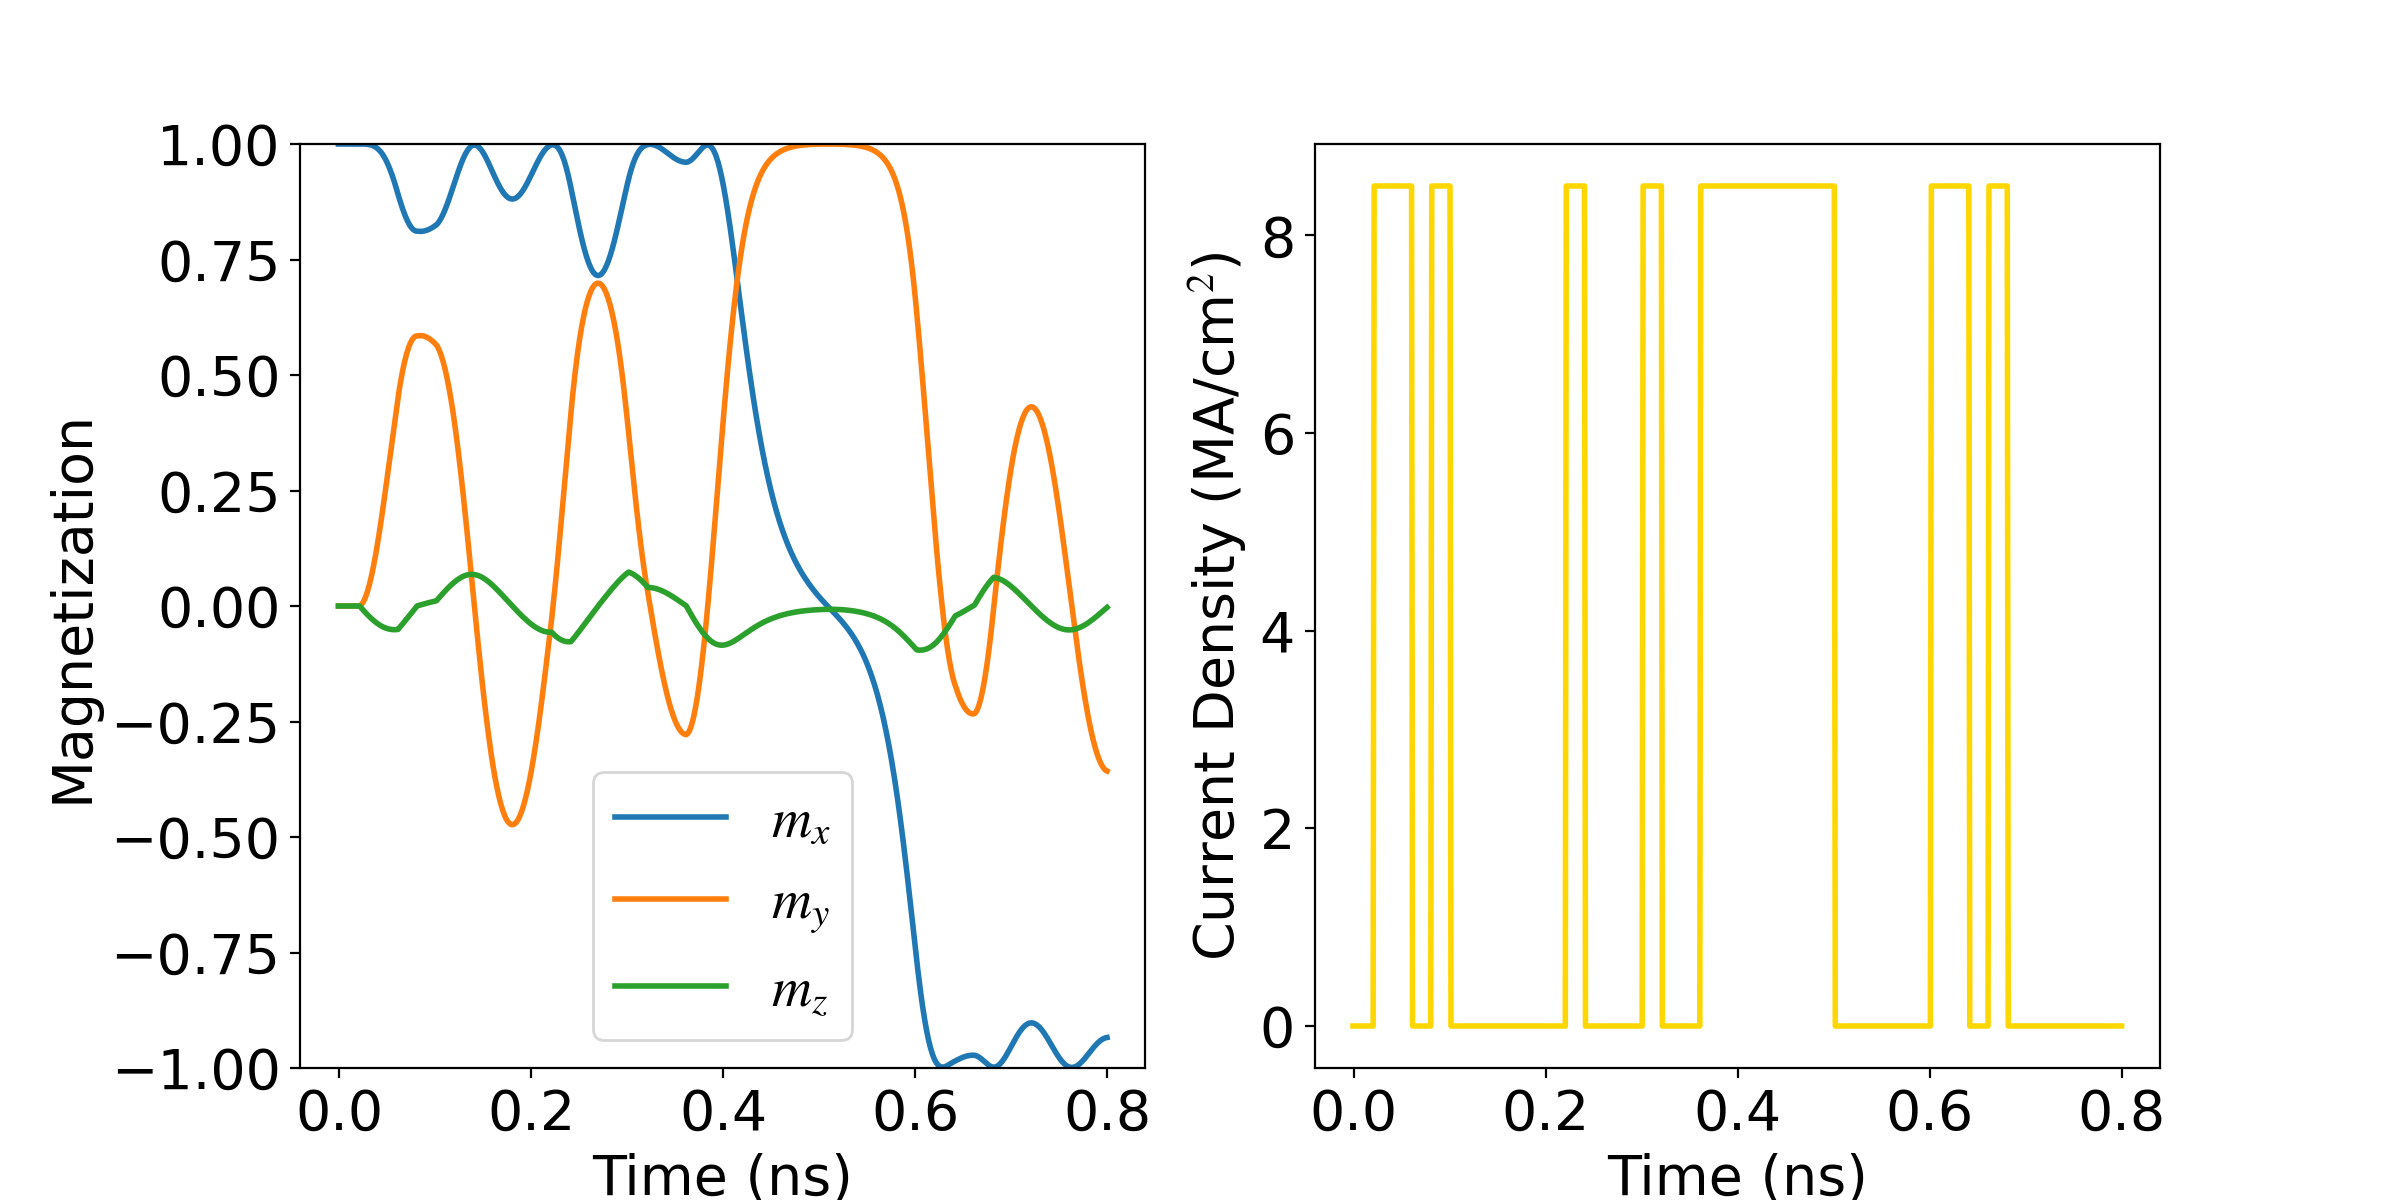 1.00
0.75
0.50
0.25
0.00
−0.25
−0.50
−0.75
−1.00
Magnetization
0.0 0.2 0.4 0.6 0.8
Time (ns)
m_x
m_y
m_z
8
6
4
2
0
Current Density (MA/cm²)
0.0 0.2 0.4 0.6 0.8
Time (ns)